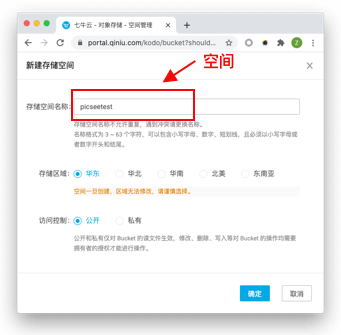 七牛云 - 对象存储 - 空间管理
portal.qiniu.com/kodo/bucket?should...
Z
新建存储空间
空间
存储空间名称: picseetest
存储空间名称不允许重复，遇到冲突请更换名称。
名称格式为 3 ~ 63 个字符，可以包含小写字母、数字、短划线，且必须以小写字母或
者数字开头和结尾。
存储区域: 华东 华北 华南 北美 东南亚
空间一旦创建，区域无法修改，请谨慎选择。
访问控制: 公开 私有
公开和私有仅对 Bucket 的读文件生效，修改、删除、写入等对 Bucket 的操作均需要
拥有者的授权才能进行操作。
确定 取消